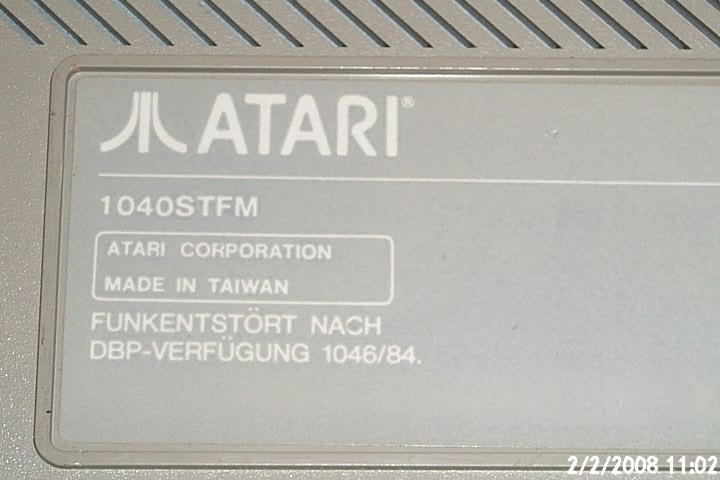 ATARI®
1040STFM
ATARI CORPORATION
MADE IN TAIWAN
FUNKENTSTÖRT NACH
DBP-VERFÜGUNG 1046/84.
2/2/2008 11:02